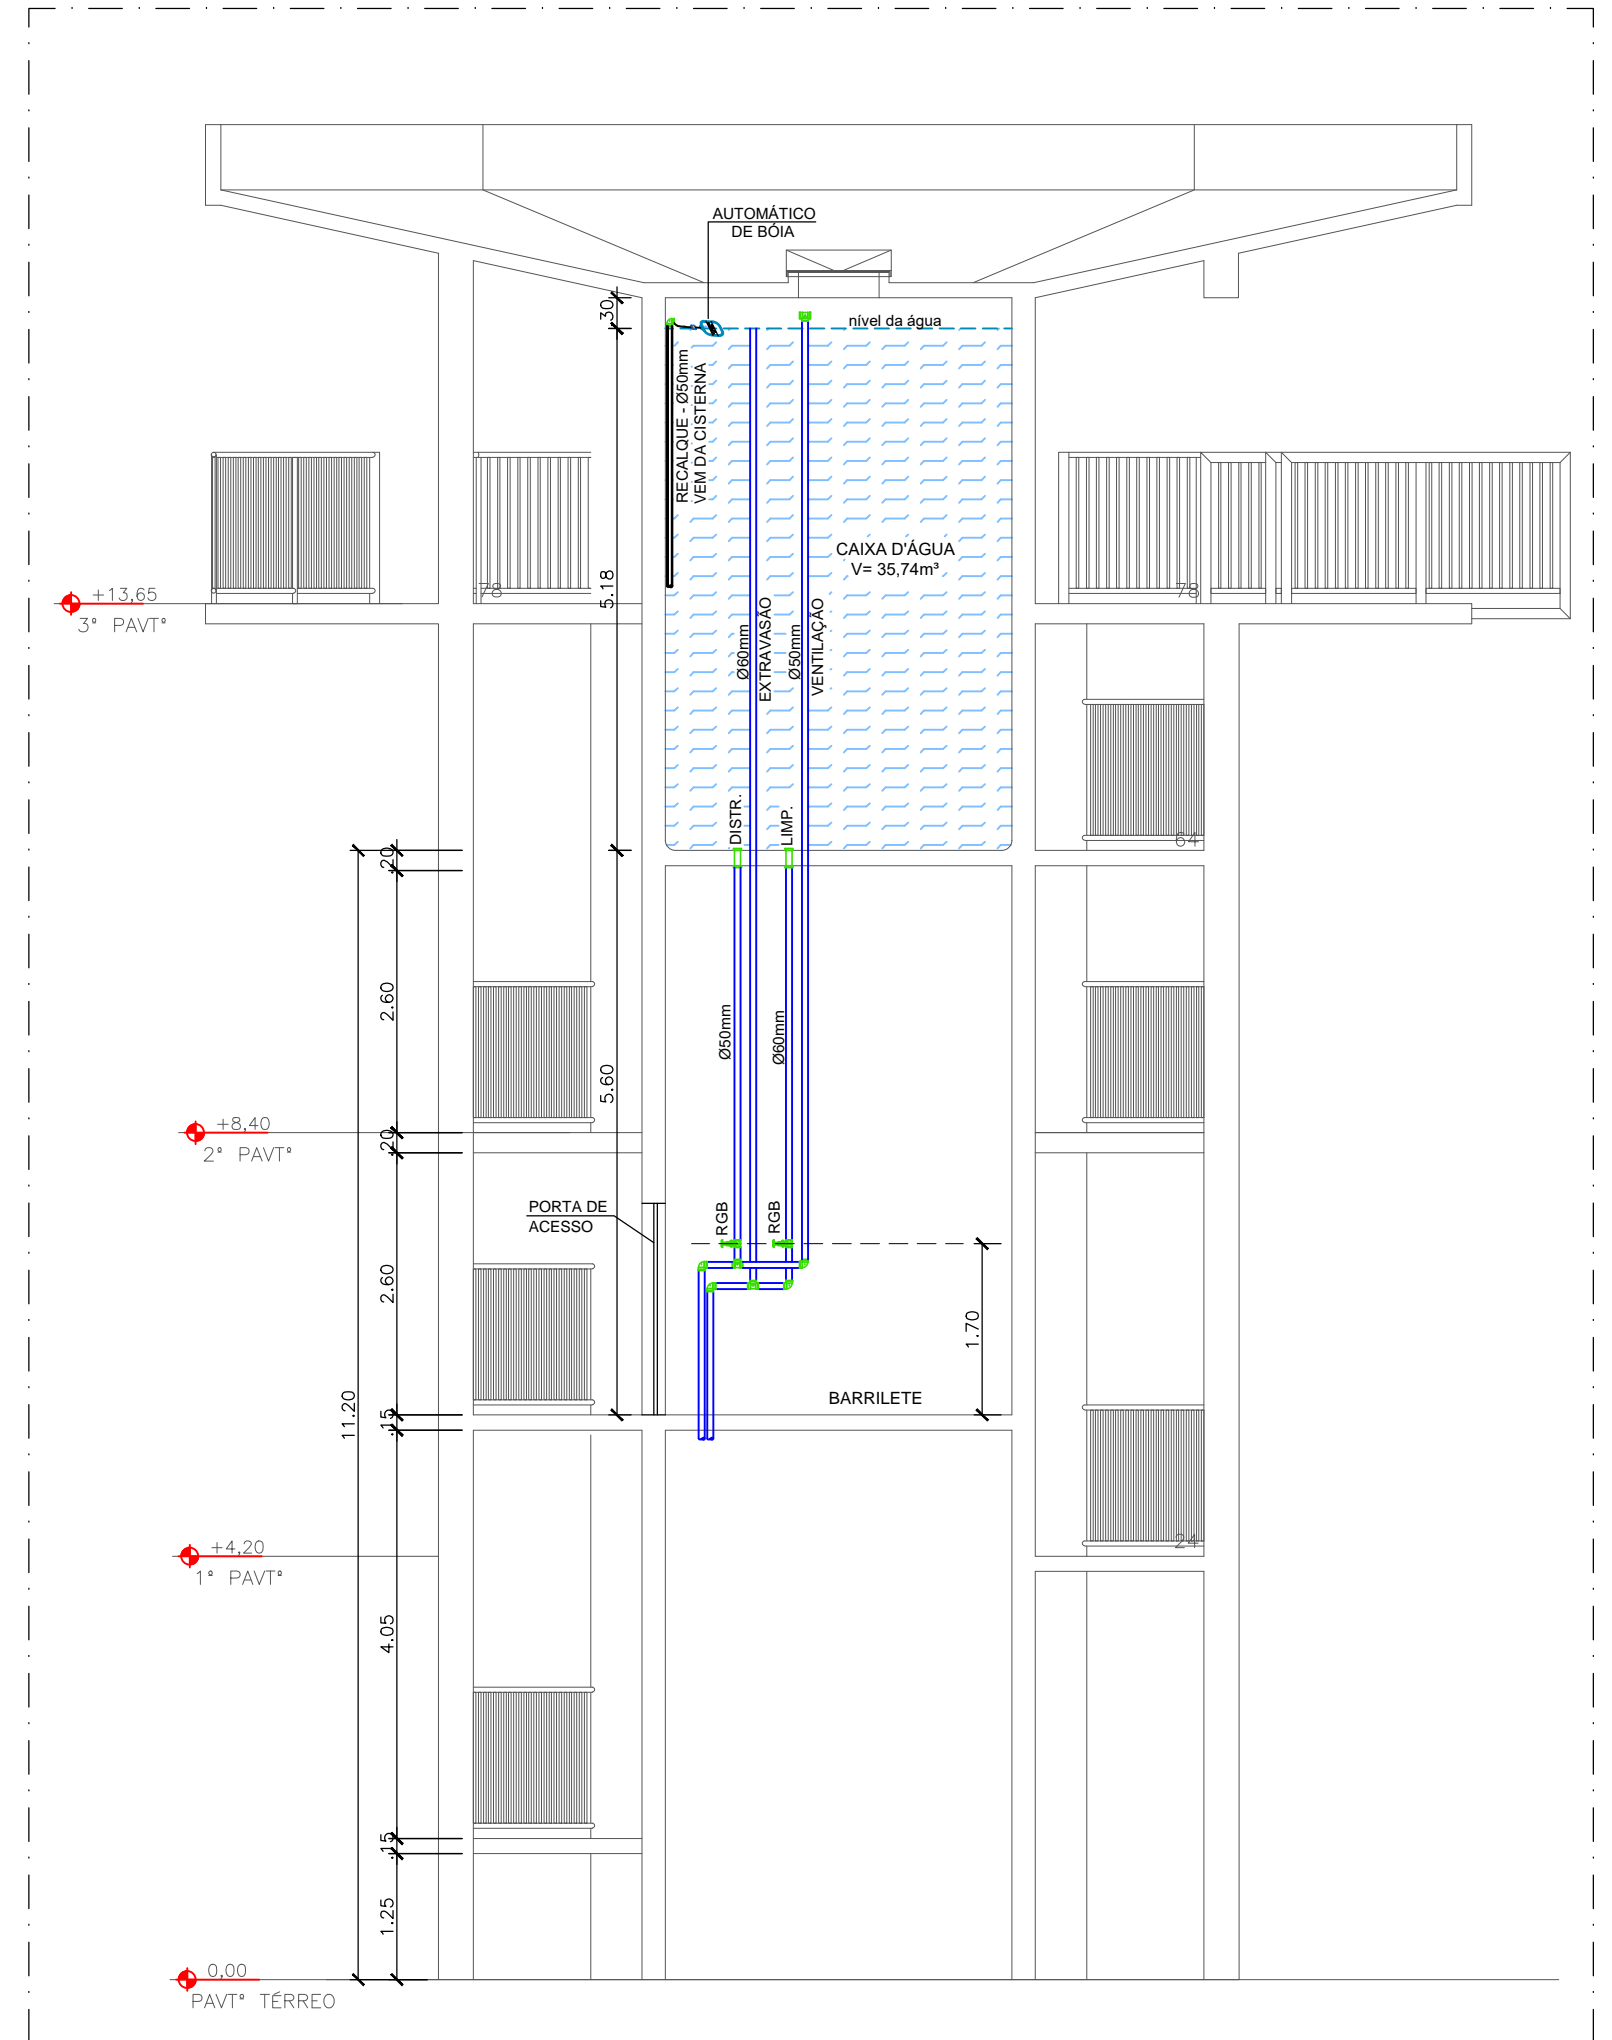 AUTOMÁTICO
DE BÓIA
30
nível da água
RECALQUE - Ø50mm
VEM DA CISTERNA
CAIXA D'ÁGUA
V= 35,74m³
5.18
78
78
+13,65
3° PAVT°
Ø60mm
EXTRAVASÃO
Ø50mm
VENTILAÇÃO
DISTR.
LIMP.
64
.20
2.60
Ø50mm
Ø60mm
5.60
+8,40
2° PAVT°
.20
PORTA DE
ACESSO
RGB
RGB
2.60
1.70
BARRILETE
11.20
.15
24
+4,20
1° PAVT°
4.05
.15
1.25
0,00
PAVT° TÉRREO